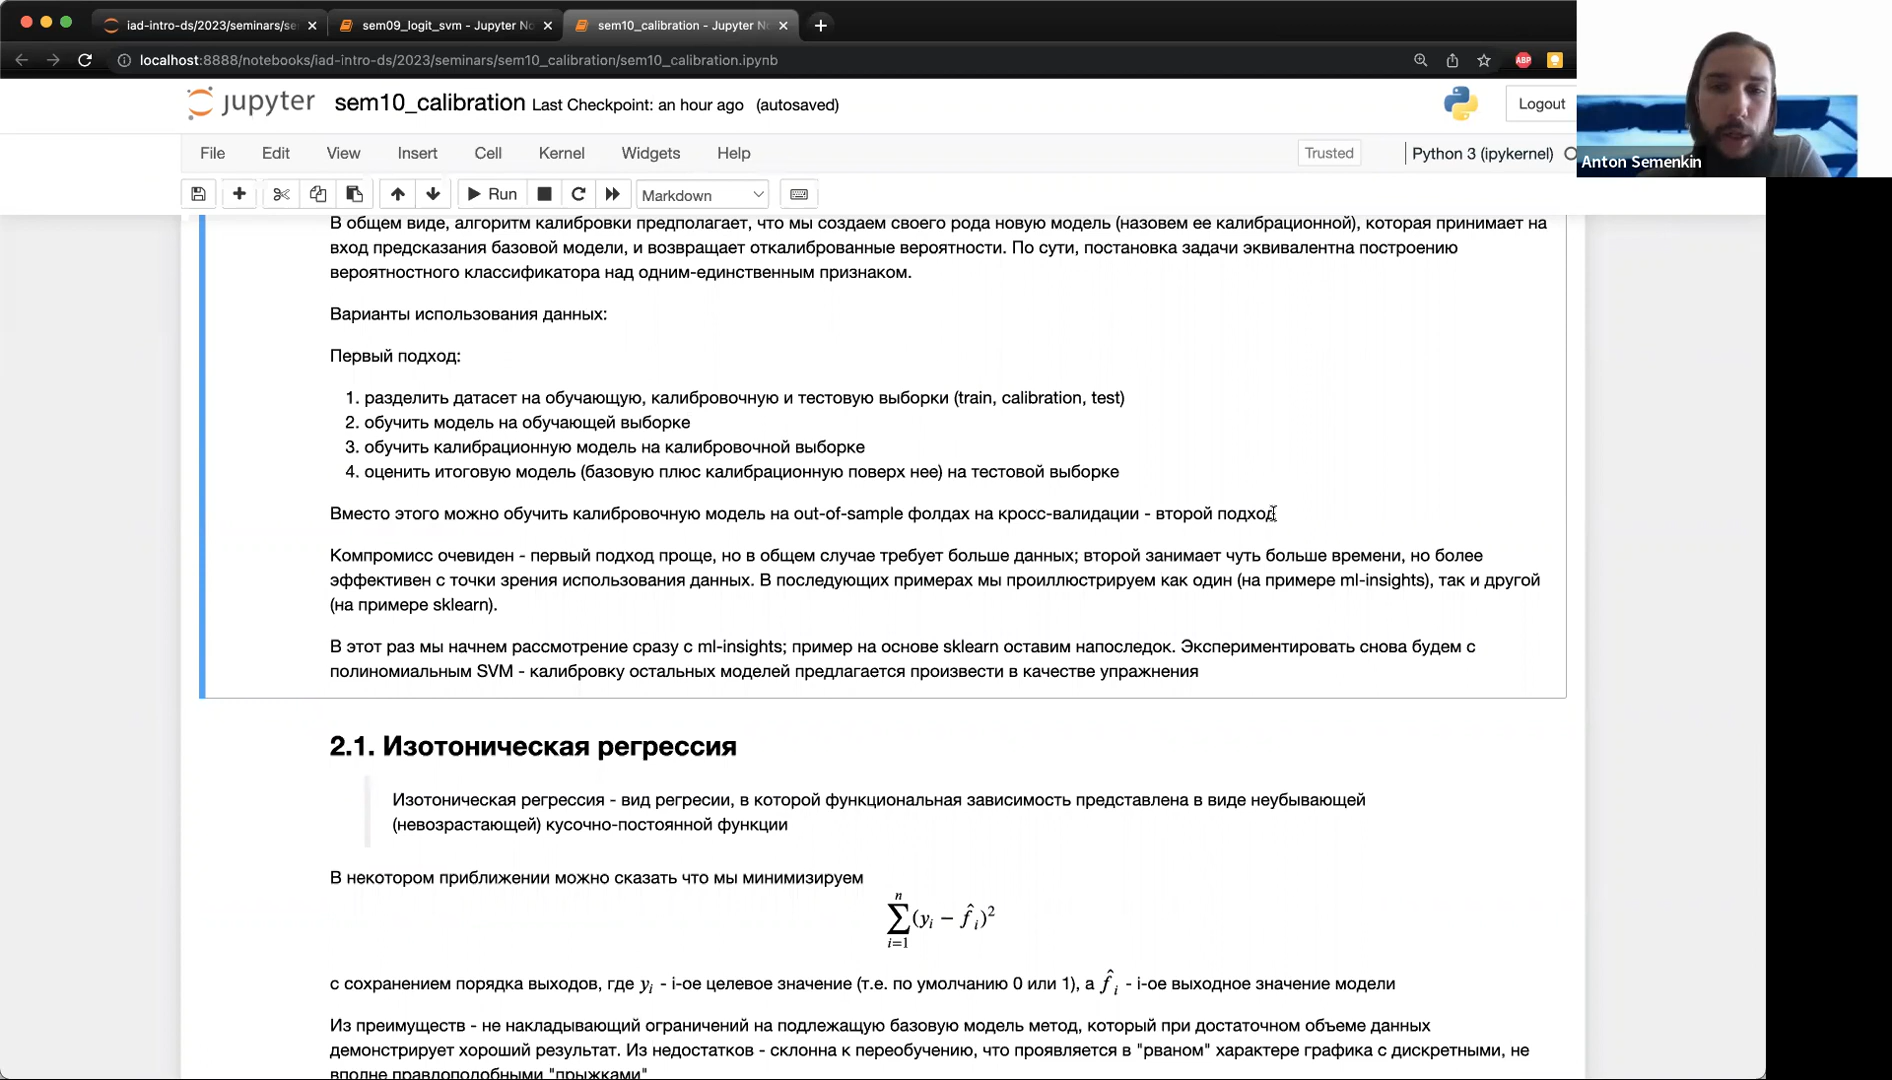 iad-intro-ds/2023/seminars/se
sem09_logit_svm - Jupyter No
sem10_calibration - Jupyter N
localhost:8888/notebooks/iad-intro-ds/2023/seminars/sem10_calibration/sem10_calibration.ipynb
ABP
jupyter sem10_calibration Last Checkpoint: an hour ago (autosaved)
Logout
File Edit View Insert Cell Kernel Widgets Help
Trusted
Python 3 (ipykernel)
Anton Semenkin
Run
Markdown
В общем виде, алгоритм калибровки предполагает, что мы создаем своего рода новую модель (назовем ее калибрационной), которая принимает на
вход предсказания базовой модели, и возвращает откалиброванные вероятности. По сути, постановка задачи эквивалентна построению
вероятностного классификатора над одним-единственным признаком.
Варианты использования данных:
Первый подход:
1. разделить датасет на обучающую, калибровочную и тестовую выборки (train, calibration, test)
2. обучить модель на обучающей выборке
3. обучить калибрационную модель на калибровочной выборке
4. оценить итоговую модель (базовую плюс калибрационную поверх нее) на тестовой выборке
Вместо этого можно обучить калибровочную модель на out-of-sample фолдах на кросс-валидации - второй подход
Компромисс очевиден - первый подход проще, но в общем случае требует больше данных; второй занимает чуть больше времени, но более
эффективен с точки зрения использования данных. В последующих примерах мы проиллюстрируем как один (на примере ml-insights), так и другой
(на примере sklearn).
В этот раз мы начнем рассмотрение сразу с ml-insights; пример на основе sklearn оставим напоследок. Экспериментировать снова будем с
полиномиальным SVM - калибровку остальных моделей предлагается произвести в качестве упражнения
2.1. Изотоническая регрессия
Изотоническая регрессия - вид регресии, в которой функциональная зависимость представлена в виде неубывающей
(невозрастающей) кусочно-постоянной функции
В некотором приближении можно сказать что мы минимизируем
∑_{i=1}^{n} (y_i − f̂_i)²
с сохранением порядка выходов, где y_i - i-ое целевое значение (т.е. по умолчанию 0 или 1), а f̂_i - i-ое выходное значение модели
Из преимуществ - не накладывающий ограничений на подлежащую базовую модель метод, который при достаточном объеме данных
демонстрирует хороший результат. Из недостатков - склонна к переобучению, что проявляется в "рваном" характере графика с дискретными, не
вполне правдоподобными "прыжками"